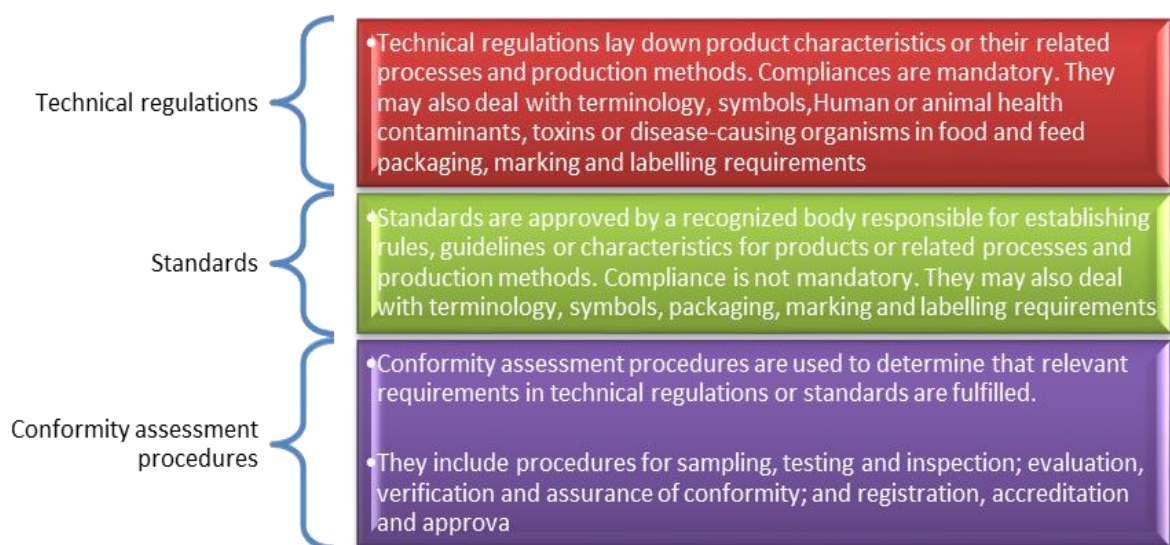 Technical regulations
•Technical regulations lay down product characteristics or their related
processes and production methods. Compliances are mandatory. They
may also deal with terminology, symbols,Human or animal health
contaminants, toxins or disease-causing organisms in food and feed
packaging, marking and labelling requirements
Standards
•Standards are approved by a recognized body responsible for establishing
rules, guidelines or characteristics for products or related processes and
production methods. Compliance is not mandatory. They may also deal
with terminology, symbols, packaging, marking and labelling requirements
Conformity assessment
procedures
•Conformity assessment procedures are used to determine that relevant
requirements in technical regulations or standards are fulfilled.
•They include procedures for sampling, testing and inspection; evaluation,
verification and assurance of conformity; and registration, accreditation
and approva